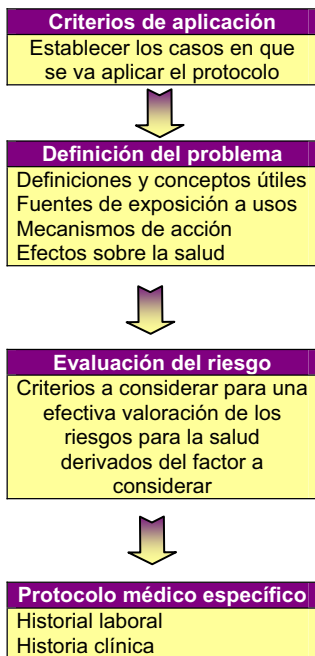 Criterios de aplicación
Establecer los casos en que
se va aplicar el protocolo
Definición del problema
Definiciones y conceptos útiles
Fuentes de exposición a usos
Mecanismos de acción
Efectos sobre la salud
Evaluación del riesgo
Criterios a considerar para una
efectiva valoración de los
riesgos para la salud
derivados del factor a
considerar
Protocolo médico específico
Historial laboral
Historia clínica